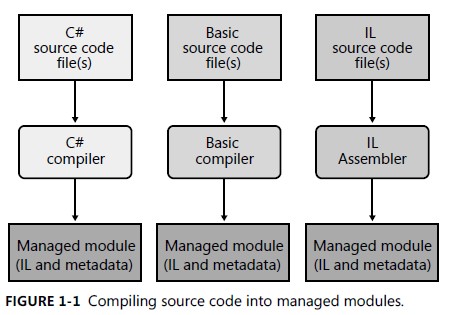 C#
source code
file(s)
Basic
source code
file(s)
IL
source code
file(s)
C#
compiler
Basic
compiler
IL
Assembler
Managed module
(IL and metadata)
Managed module
(IL and metadata)
Managed module
(IL and metadata)
FIGURE 1-1 Compiling source code into managed modules.